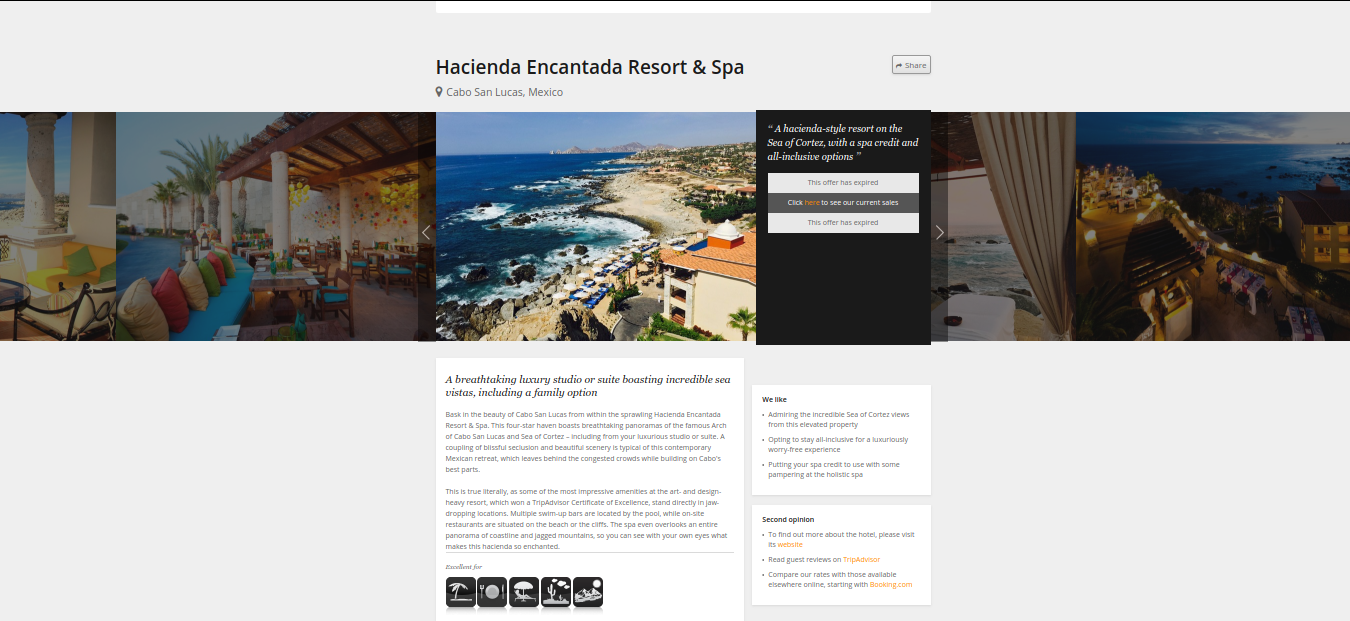 Hacienda Encantada Resort & Spa
Share
Cabo San Lucas, Mexico
“ A hacienda-style resort on the
Sea of Cortez, with a spa credit and
all-inclusive options ”
This offer has expired
Click here to see our current sales
This offer has expired
A breathtaking luxury studio or suite boasting incredible sea
vistas, including a family option
Bask in the beauty of Cabo San Lucas from within the sprawling Hacienda Encantada
Resort & Spa. This four-star haven boasts breathtaking panoramas of the famous Arch
of Cabo San Lucas and Sea of Cortez – including from your luxurious studio or suite. A
coupling of blissful seclusion and beautiful scenery is typical of this contemporary
Mexican retreat, which leaves behind the congested crowds while building on Cabo's
best parts.
This is true literally, as some of the most impressive amenities at the art- and design-
heavy resort, which won a TripAdvisor Certificate of Excellence, stand directly in jaw-
dropping locations. Multiple swim-up bars are located by the pool, while on-site
restaurants are situated on the beach or the cliffs. The spa even overlooks an entire
panorama of coastline and jagged mountains, so you can see with your own eyes what
makes this hacienda so enchanted.
Excellent for
We like
• Admiring the incredible Sea of Cortez views
from this elevated property
• Opting to stay all-inclusive for a luxuriously
worry-free experience
• Putting your spa credit to use with some
pampering at the holistic spa
Second opinion
• To find out more about the hotel, please visit
its website
• Read guest reviews on TripAdvisor
• Compare our rates with those available
elsewhere online, starting with Booking.com